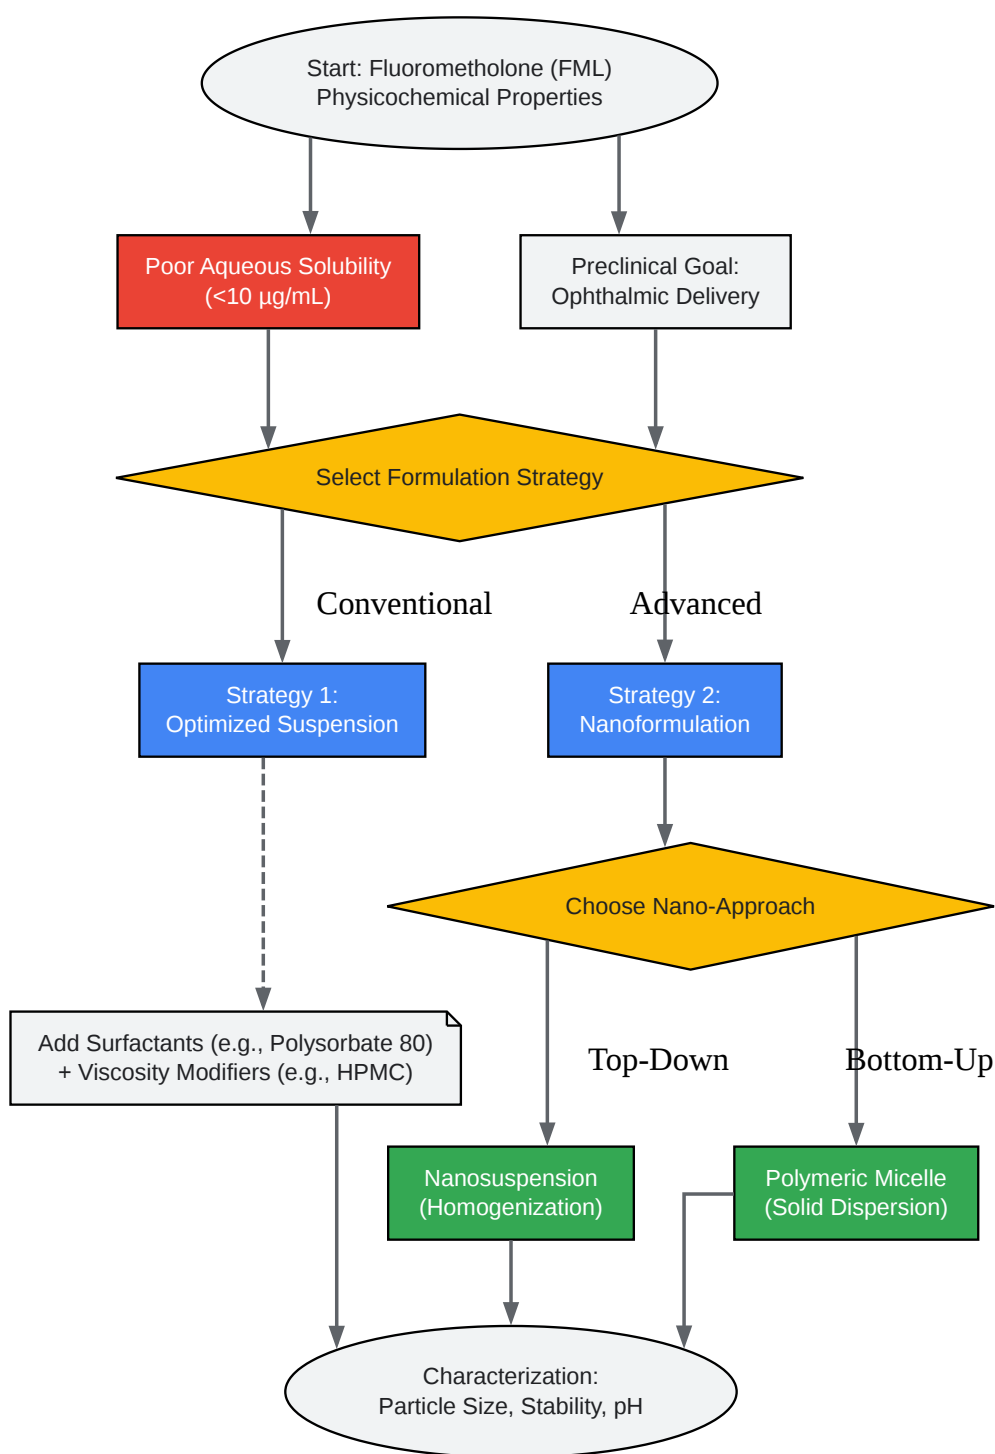 Start: Fluorometholone (FML)
Physicochemical Properties
Poor Aqueous Solubility
(<10 µg/mL)
Preclinical Goal:
Ophthalmic Delivery
Select Formulation Strategy
Conventional
Advanced
Strategy 1:
Optimized Suspension
Strategy 2:
Nanoformulation
Choose Nano-Approach
Add Surfactants (e.g., Polysorbate 80)
+ Viscosity Modifiers (e.g., HPMC)
Top-Down
Bottom-Up
Nanosuspension
(Homogenization)
Polymeric Micelle
(Solid Dispersion)
Characterization:
Particle Size, Stability, pH